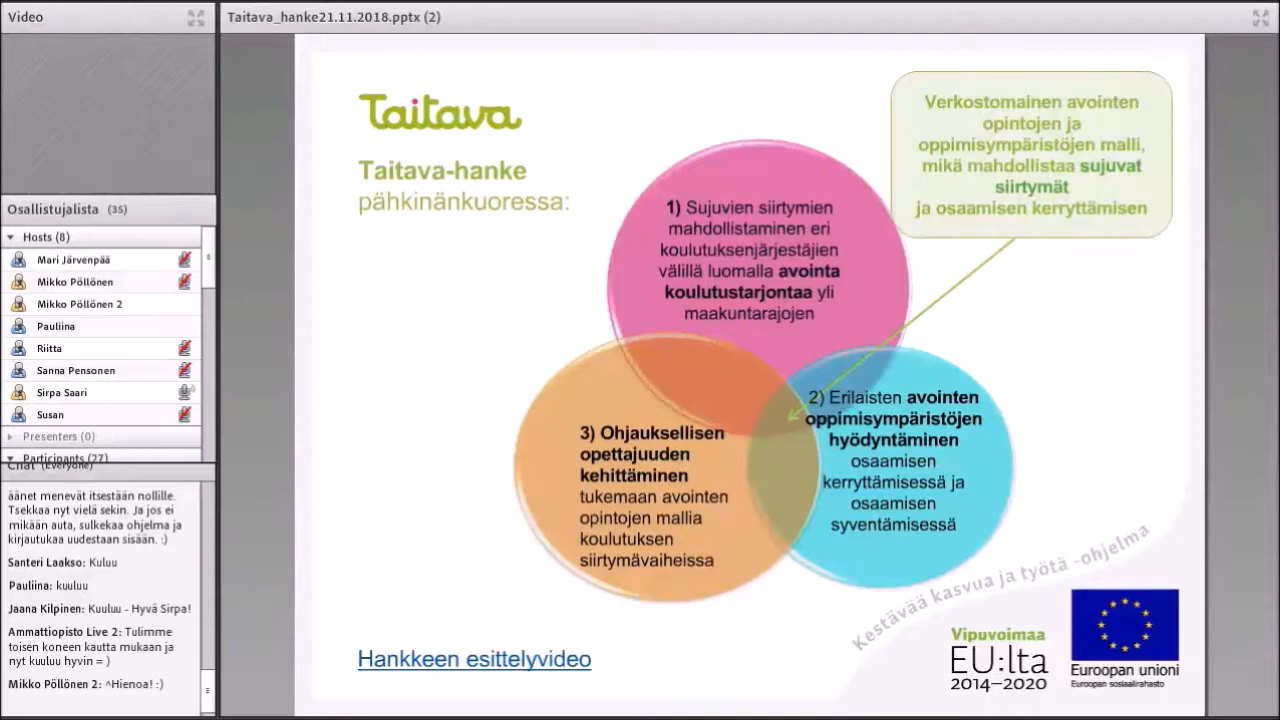 Video
Taitava_hanke21.11.2018.pptx (2)
Osallistujalista (35)
Hosts (8)
Mari Järvenpää
Mikko Pöllönen
Mikko Pöllönen 2
Pauliina
Riitta
Sanna Pensonen
Sirpa Saari
Susan
Presenters (0)
Participants (27)
Chat (Everyone)
äänet menevät itsestään nollille.
Tsekkaa nyt vielä sekin. Ja jos ei
mikään auta, sulkekaa ohjelma ja
kirjautukaa uudestaan sisään. :)
Santeri Laakso: Kuluu
Pauliina: kuuluu
Jaana Kilpinen: Kuuluu - Hyvä Sirpa!
Ammattiopisto Live 2: Tulimme
toisen koneen kautta mukaan ja
nyt kuuluu hyvin = )
Mikko Pöllönen 2: ^Hienoa! :)
Taitava
Taitava-hanke
pähkinänkuoressa:
Verkostomainen avointen
opintojen ja
oppimisympäristöjen malli,
mikä mahdollistaa sujuvat
siirtymät
ja osaamisen kerryttämisen
1) Sujuvien siirtymien
mahdollistaminen eri
koulutuksenjärjestäjien
välillä luomalla avointa
koulutustarjontaa yli
maakuntarajojen
2) Erilaisten avointen
oppimisympäristöjen
hyödyntäminen
osaamisen
kerryttämisessä ja
osaamisen
syventämisessä
3) Ohjauksellisen
opettajuuden
kehittäminen
tukemaan avointen
opintojen mallia
koulutuksen
siirtymävaiheissa
Hankkeen esittelyvideo
Kestävää kasvua ja työtä -ohjelma
Vipuvoimaa
EU:lta
2014–2020
Euroopan unioni
Euroopan sosiaalirahasto